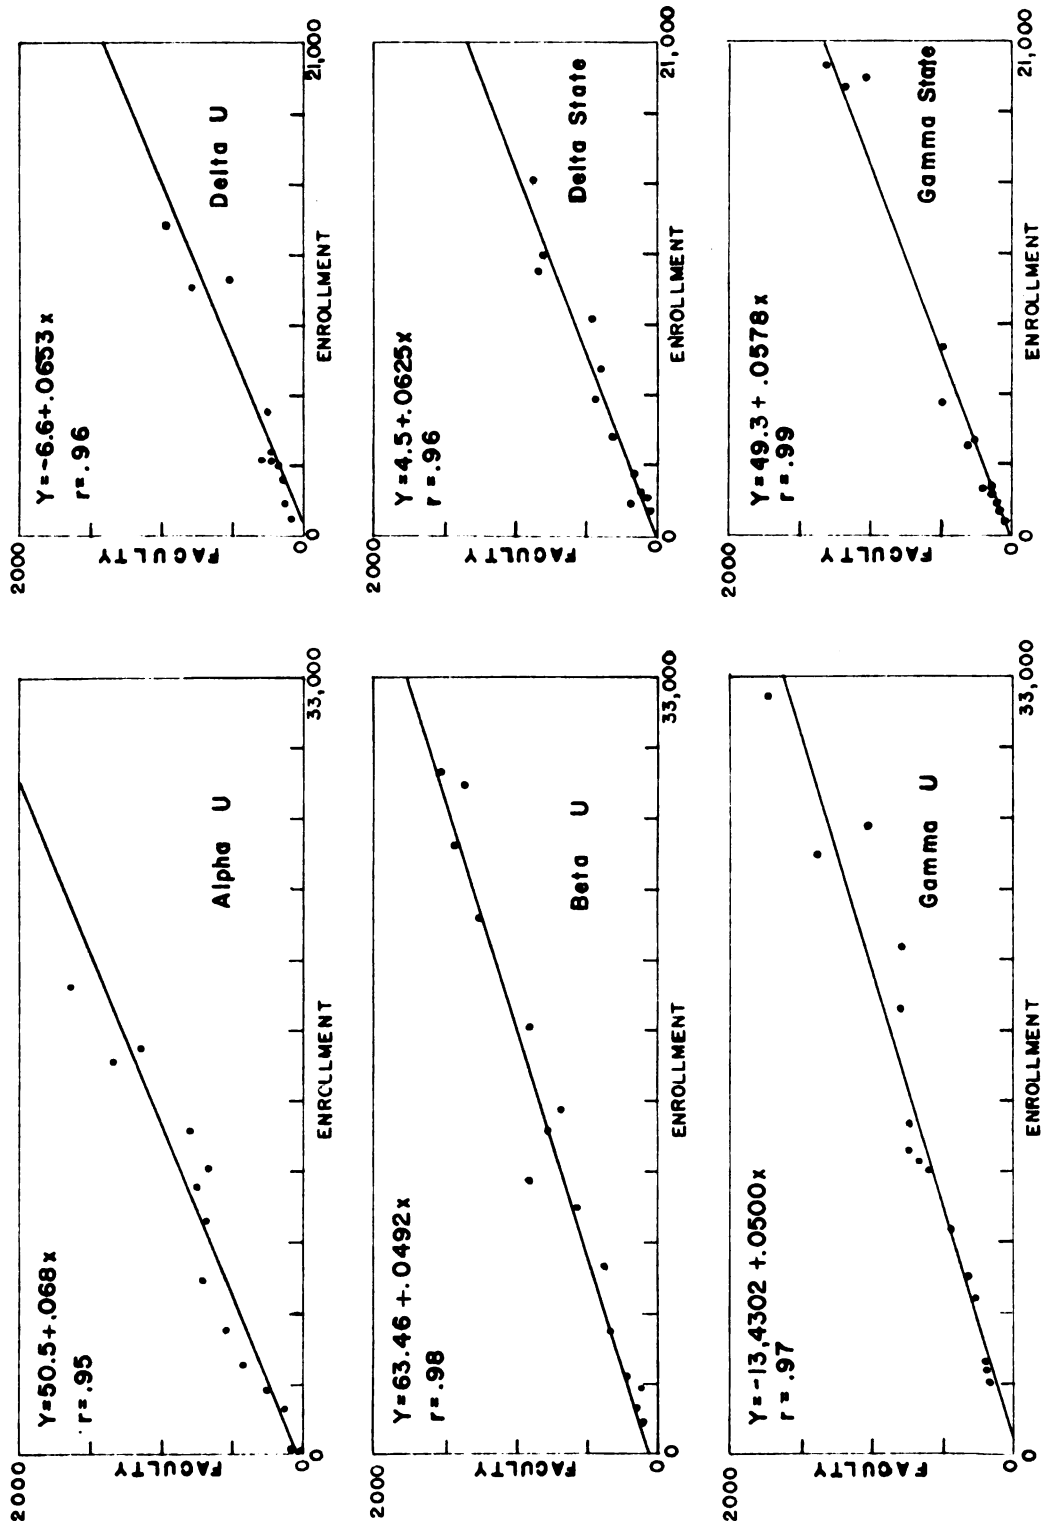 2000
Y=50.5+.068x
r=.95
FACULTY
Alpha U
0
33,000
ENROLLMENT
2000
Y=-6.6+.0653x
r=.96
FACULTY
Delta U
0
21,000
ENROLLMENT
2000
Y=63.46+.0492x
r=.98
FACULTY
Beta U
0
33,000
ENROLLMENT
2000
Y=4.5+.0625x
r=.96
FACULTY
Delta State
0
21,000
ENROLLMENT
2000
Y=-13,4302+.0500x
r=.97
FACULTY
Gamma U
0
33,000
ENROLLMENT
2000
Y=49.3+.0578x
r=.99
FACULTY
Gamma State
0
21,000
ENROLLMENT